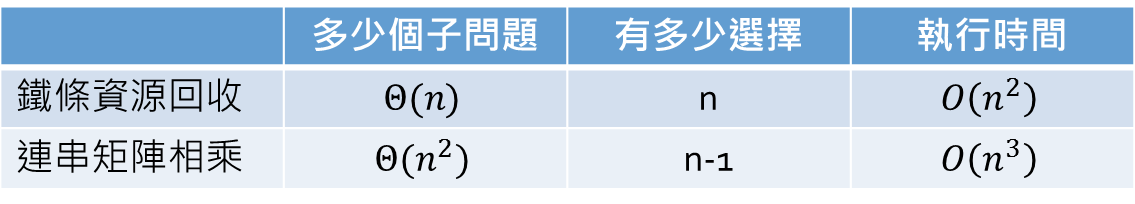 多少個子問題 有多少選擇 執行時間
鐵條資源回收 Θ(n) n O(n²)
連串矩陣相乘 Θ(n²) n-1 O(n³)